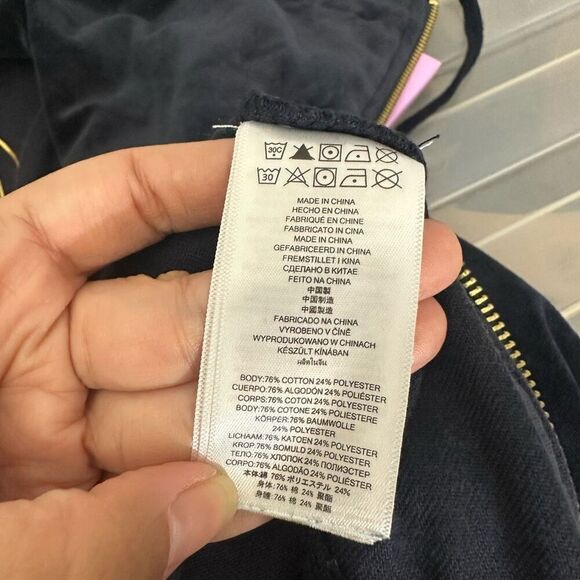 30C
30
MADE IN CHINA
HECHO EN CHINA
FABRIQUÉ EN CHINE
FABBRICATO IN CINA
MADE IN CHINA
GEFABRICEERD IN CHINA
FREMSTILLET I KINA
СДЕЛАНО В КИТАЕ
FEITO NA CHINA
中国製
中国制造
中國製造
FABRICADO NA CHINA
VYROBENO V ČÍNĚ
WYPRODUKOWANO W CHINACH
KÉSZÜLT KÍNÁBAN
ผลิตในจีน
BODY:76% COTTON 24% POLYESTER
CUERPO:76% ALGODÓN 24% POLIÉSTER
CORPS:76% COTON 24% POLYESTER
BODY:76% COTONE 24% POLIESTERE
KÖRPER:76% BAUMWOLLE
24% POLYESTER
LICHAAM:76% KATOEN 24% POLYESTER
KROP:76% BOMULD 24% POLYESTER
ТЕЛО:76% ХЛОПОК 24% ПОЛИЭСТЕР
CORPO:76% ALGODÃO 24% POLIÉSTER
本体:綿 76% ポリエステル 24%
身:76% 棉 24% 聚酯
身:76% 棉 24% 聚酯